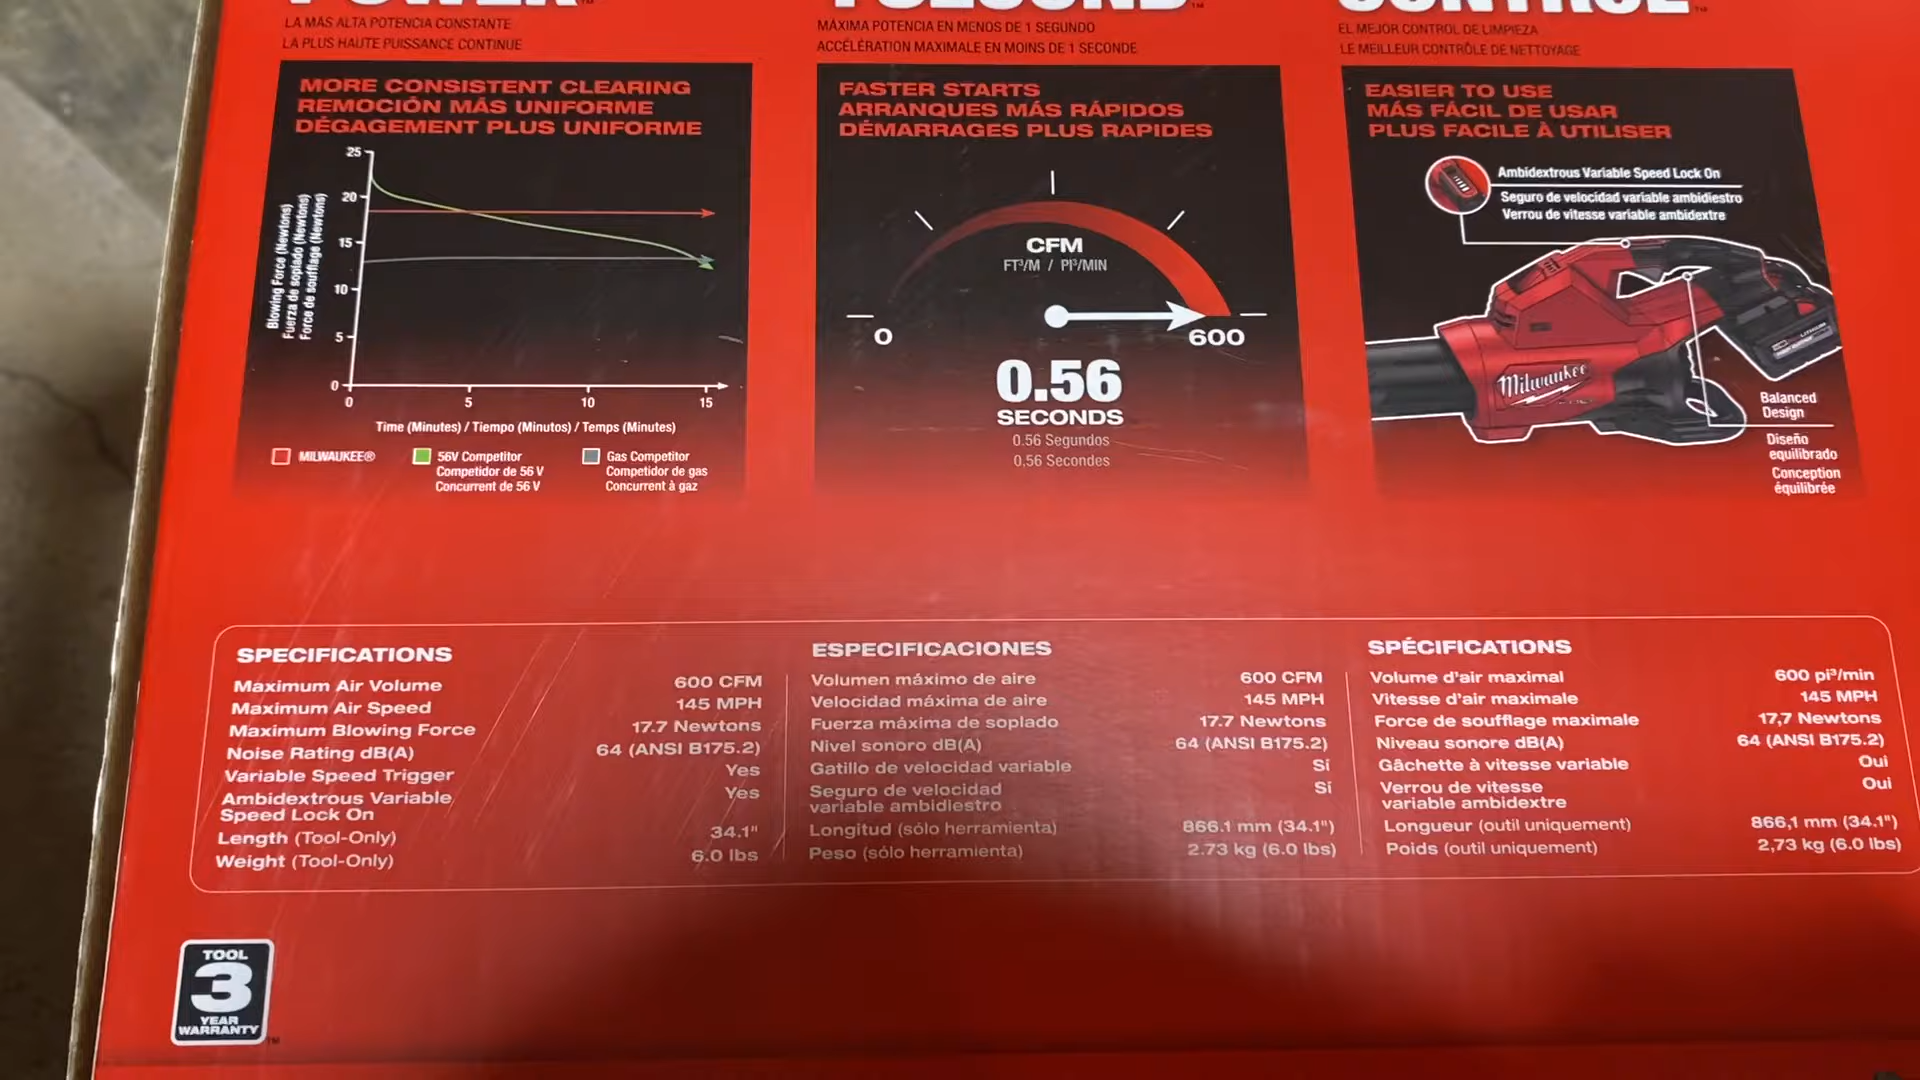 POWER™
LA MÁS ALTA POTENCIA CONSTANTE
LA PLUS HAUTE PUISSANCE CONTINUE
MORE CONSISTENT CLEARING
REMOCIÓN MÁS UNIFORME
DÉGAGEMENT PLUS UNIFORME
25
20
15
10
5
0
Blowing Force (Newtons)
Fuerza de soplado (Newtons)
Force de soufflage (Newtons)
0 5 10 15
Time (Minutes) / Tiempo (Minutos) / Temps (Minutes)
MILWAUKEE®
56V Competitor
Competidor de 56 V
Concurrent de 56 V
Gas Competitor
Competidor de gas
Concurrent à gaz
1 SECOND™
MÁXIMA POTENCIA EN MENOS DE 1 SEGUNDO
ACCÉLÉRATION MAXIMALE EN MOINS DE 1 SECONDE
FASTER STARTS
ARRANQUES MÁS RÁPIDOS
DÉMARRAGES PLUS RAPIDES
CFM
FT³/M / PI³/MIN
0 600
0.56
SECONDS
0.56 Segundos
0,56 Secondes
CONTROL™
EL MEJOR CONTROL DE LIMPIEZA
LE MEILLEUR CONTRÔLE DE NETTOYAGE
EASIER TO USE
MÁS FÁCIL DE USAR
PLUS FACILE À UTILISER
Ambidextrous Variable Speed Lock On
Seguro de velocidad variable ambidiestro
Verrou de vitesse variable ambidextre
Milwaukee
Balanced
Design
Diseño
equilibrado
Conception
équilibrée
SPECIFICATIONS
Maximum Air Volume 600 CFM
Maximum Air Speed 145 MPH
Maximum Blowing Force 17.7 Newtons
Noise Rating dB(A) 64 (ANSI B175.2)
Variable Speed Trigger Yes
Ambidextrous Variable Yes
Speed Lock On
Length (Tool-Only) 34.1"
Weight (Tool-Only) 6.0 lbs
ESPECIFICACIONES
Volumen máximo de aire 600 CFM
Velocidad máxima de aire 145 MPH
Fuerza máxima de soplado 17.7 Newtons
Nivel sonoro dB(A) 64 (ANSI B175.2)
Gatillo de velocidad variable Sí
Seguro de velocidad Sí
variable ambidiestro
Longitud (sólo herramienta) 866.1 mm (34.1")
Peso (sólo herramienta) 2.73 kg (6.0 lbs)
SPÉCIFICATIONS
Volume d'air maximal 600 pi³/min
Vitesse d'air maximale 145 MPH
Force de soufflage maximale 17,7 Newtons
Niveau sonore dB(A) 64 (ANSI B175.2)
Gâchette à vitesse variable Oui
Verrou de vitesse Oui
variable ambidextre
Longueur (outil uniquement) 866,1 mm (34.1")
Poids (outil uniquement) 2,73 kg (6.0 lbs)
TOOL
3
YEAR
WARRANTY™